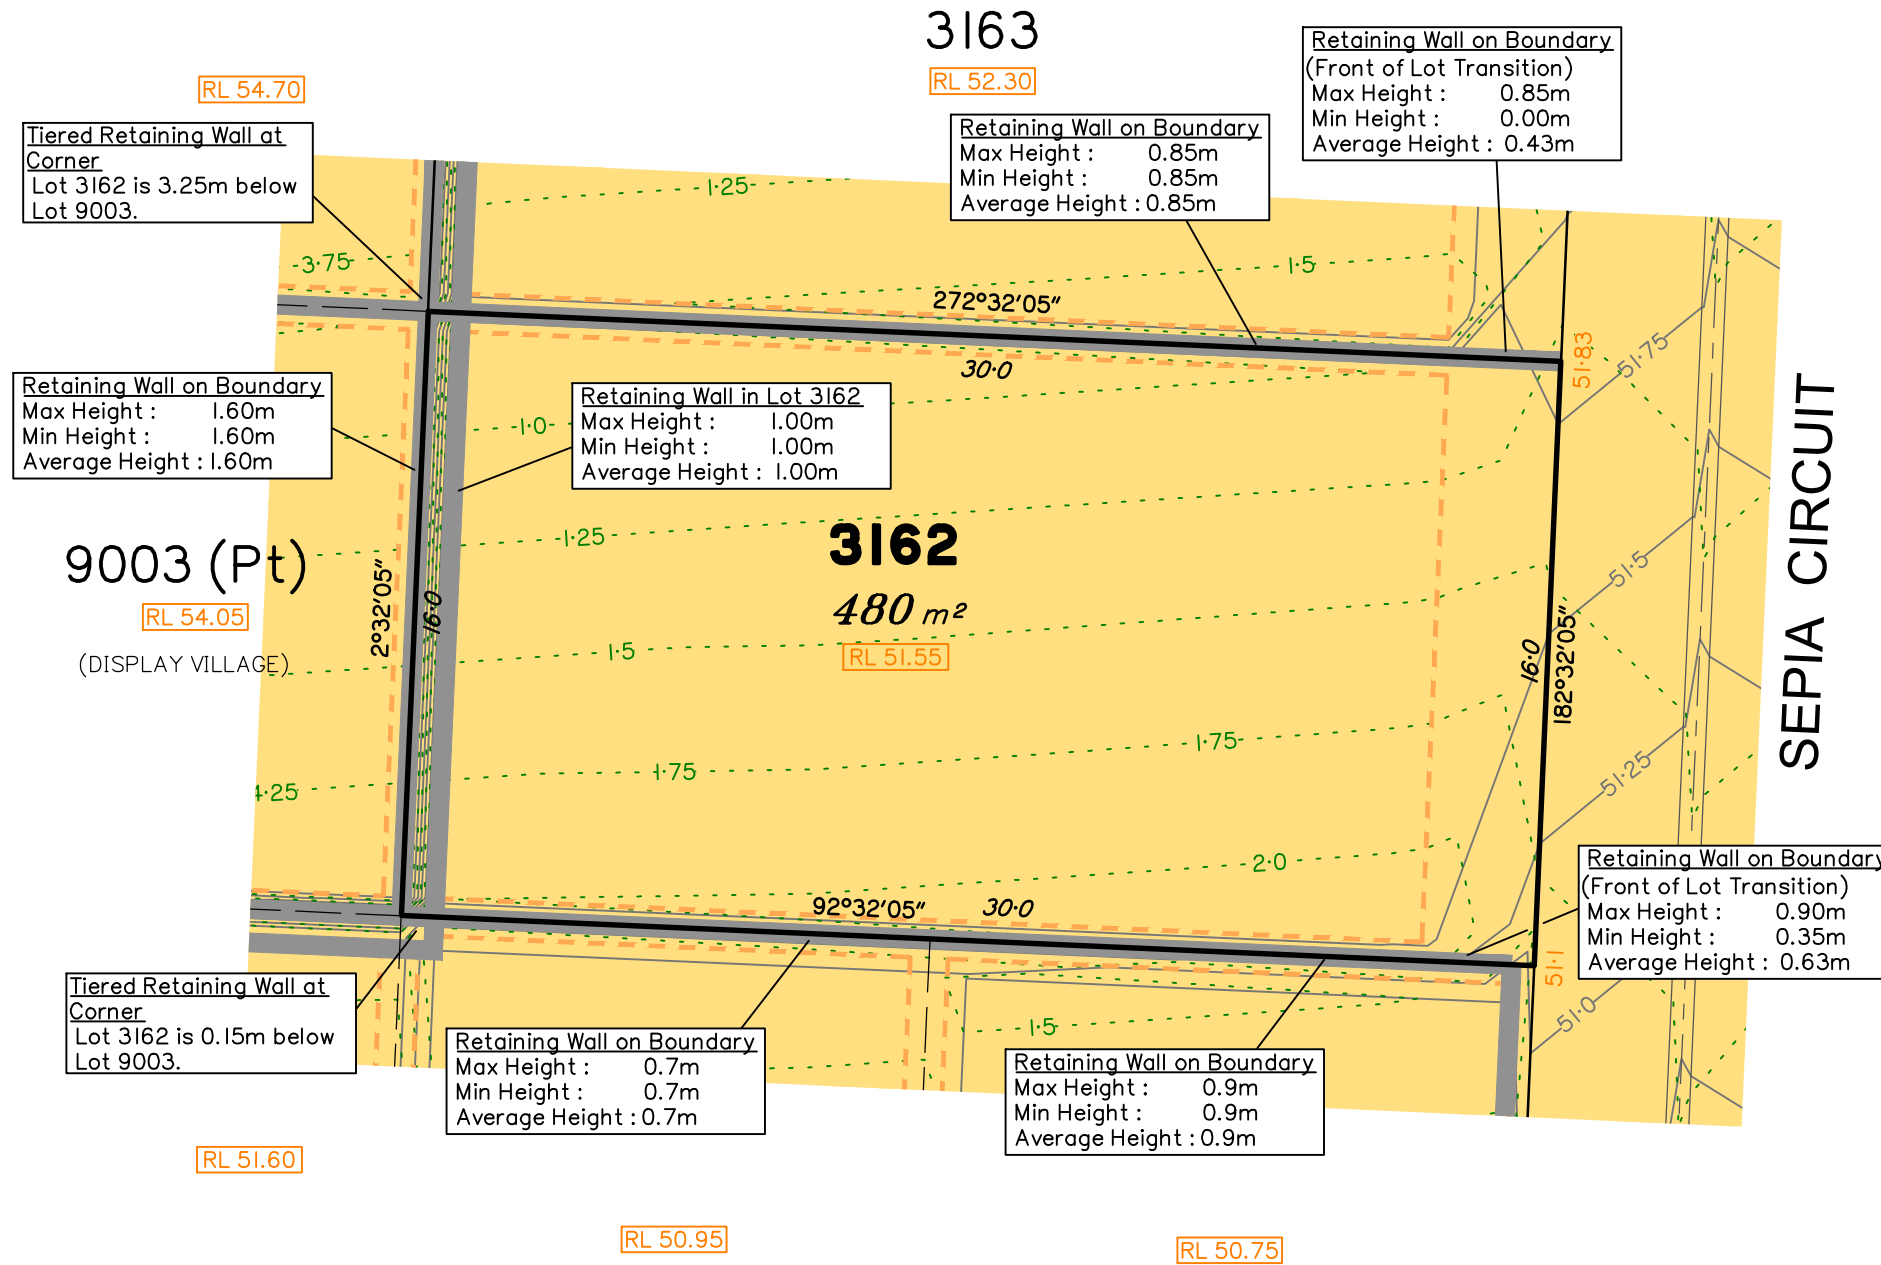 3163
RL 52.30
RL 54.70
Retaining Wall on Boundary
(Front of Lot Transition)
Max Height : 0.85m
Min Height : 0.00m
Average Height : 0.43m
Tiered Retaining Wall at
Corner
Lot 3162 is 3.25m below
Lot 9003.
Retaining Wall on Boundary
Max Height : 0.85m
Min Height : 0.85m
Average Height : 0.85m
1·25
3·75
1·5
272°32'05"
30·0
51·83
51·75
Retaining Wall on Boundary
Max Height : 1.60m
Min Height : 1.60m
Average Height : 1.60m
Retaining Wall in Lot 3162
Max Height : 1.00m
Min Height : 1.00m
Average Height : 1.00m
1·0
1·25
3162
480 m²
RL 51.55
9003 (Pt)
RL 54.05
(DISPLAY VILLAGE)
2°32'05"
16·0
1·5
51·5
SEPIA CIRCUIT
16·0
182°32'05"
1·75
1·75
51·25
4·25
2·0
92°32'05"
30·0
Retaining Wall on Boundary
(Front of Lot Transition)
Max Height : 0.90m
Min Height : 0.35m
Average Height : 0.63m
51·1
51·0
Tiered Retaining Wall at
Corner
Lot 3162 is 0.15m below
Lot 9003.
1·5
Retaining Wall on Boundary
Max Height : 0.7m
Min Height : 0.7m
Average Height : 0.7m
Retaining Wall on Boundary
Max Height : 0.9m
Min Height : 0.9m
Average Height : 0.9m
RL 51.60
RL 50.95
RL 50.75